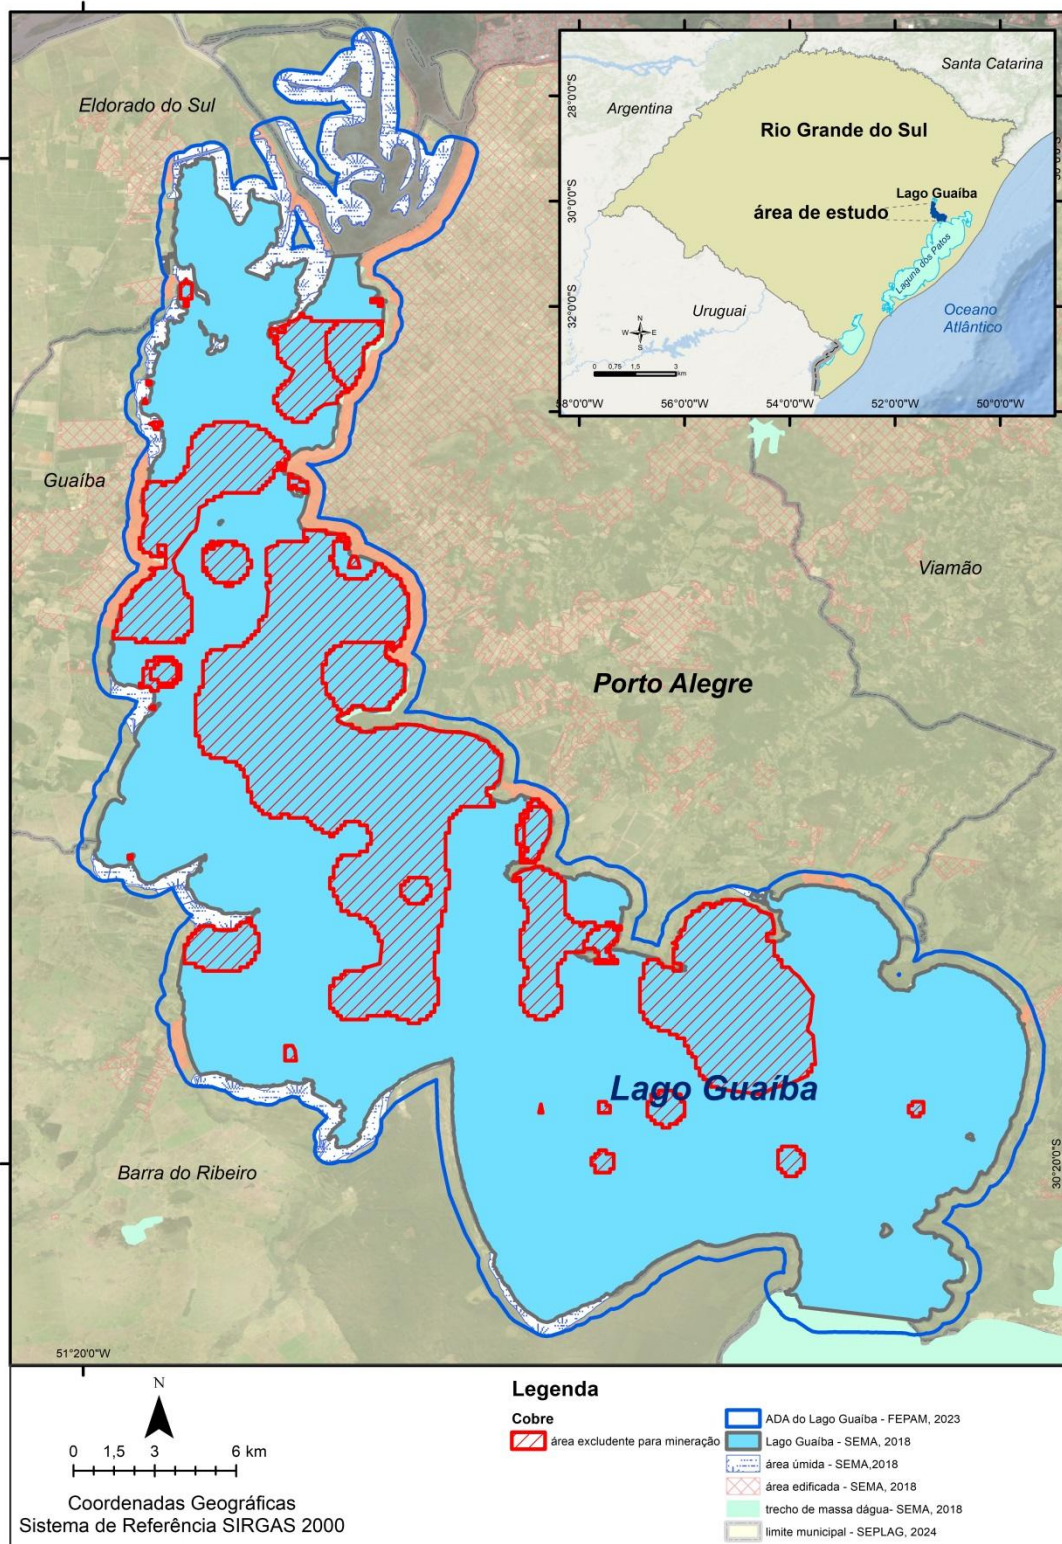 Eldorado do Sul
Argentina
Santa Catarina
Rio Grande do Sul
Lago Guaíba
área de estudo
Laguna dos Patos
Uruguai
Oceano
Atlântico
N
W E
S
0 0,75 1,5 3
km
28°0'0"S
30°0'0"S
32°0'0"S
58°0'0"W
56°0'0"W
54°0'0"W
52°0'0"W
50°0'0"W
Guaíba
Viamão
Porto Alegre
Lago Guaíba
Barra do Ribeiro
30°20'0"S
51°20'0"W
N
0 1,5 3 6 km
Coordenadas Geográficas
Sistema de Referência SIRGAS 2000
Legenda
Cobre
área excludente para mineração
ADA do Lago Guaíba - FEPAM, 2023
Lago Guaíba - SEMA, 2018
área úmida - SEMA,2018
área edificada - SEMA, 2018
trecho de massa dágua- SEMA, 2018
limite municipal - SEPLAG, 2024